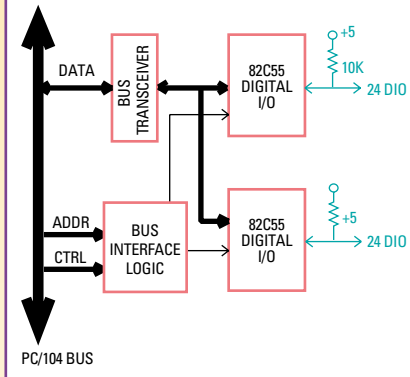 +5
DATA
BUS
TRANSCEIVER
82C55
DIGITAL
I/O
10K
24 DIO
ADDR
CTRL
BUS
INTERFACE
LOGIC
82C55
DIGITAL
I/O
+5
24 DIO
PC/104 BUS